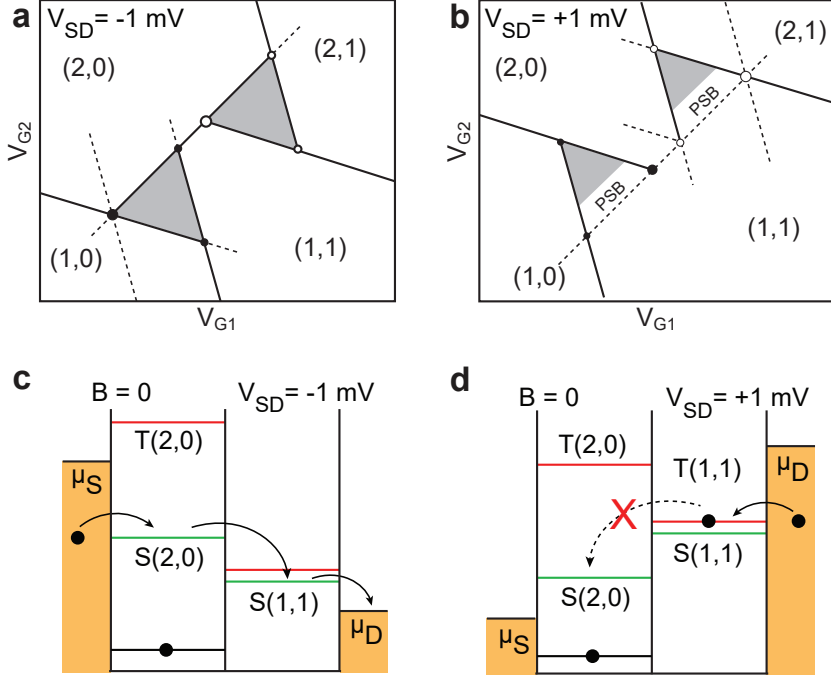 a
V_SD = -1 mV
(2,0)
(2,1)
(1,0)
(1,1)
V_G2
V_G1
b
V_SD = +1 mV
(2,0)
(2,1)
PSB
PSB
(1,0)
(1,1)
V_G2
V_G1
c
B = 0
V_SD = -1 mV
T(2,0)
μ_S
S(2,0)
S(1,1)
μ_D
d
B = 0
V_SD = +1 mV
T(2,0)
T(1,1)
μ_D
X
S(1,1)
S(2,0)
μ_S